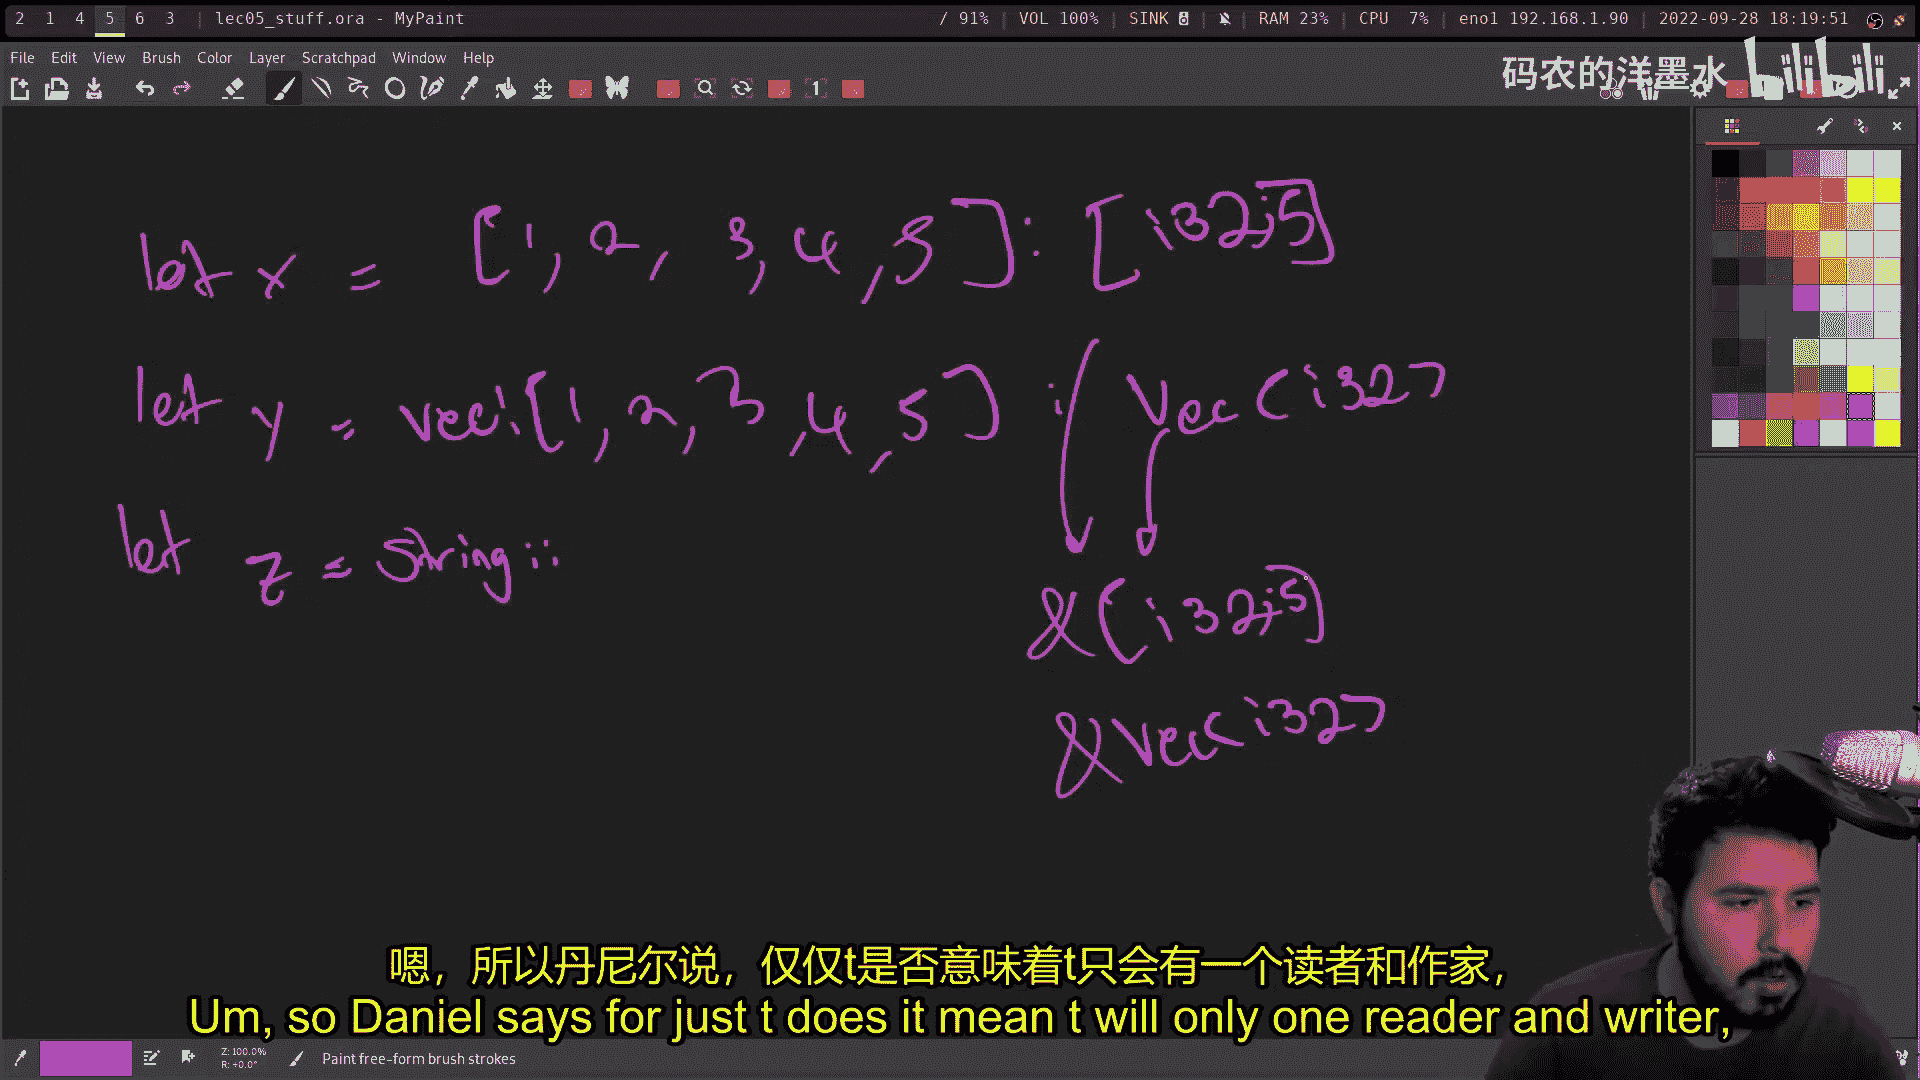 2 1 4 5 6 3 | lec05_stuff.ora - MyPaint
/ 91% | VOL 100% | SINK | | RAM 23% | CPU 7% | eno1 192.168.1.90 | 2022-09-28 18:19:51
File Edit View Brush Color Layer Scratchpad Window Help
码农的洋墨水 bilibili
1
let x = [1, 2, 3, 4, 5] : [i32;5]
let y = vec![1, 2, 3, 4, 5] : Vec<i32>
let z = String::
&[i32;5]
&Vec<i32>
嗯，所以丹尼尔说，仅仅t是否意味着t只会有一个读者和作家，
Um, so Daniel says for just t does it mean t will only one reader and writer,
Z: 100.0%
R: +0.0°
Paint free-form brush strokes